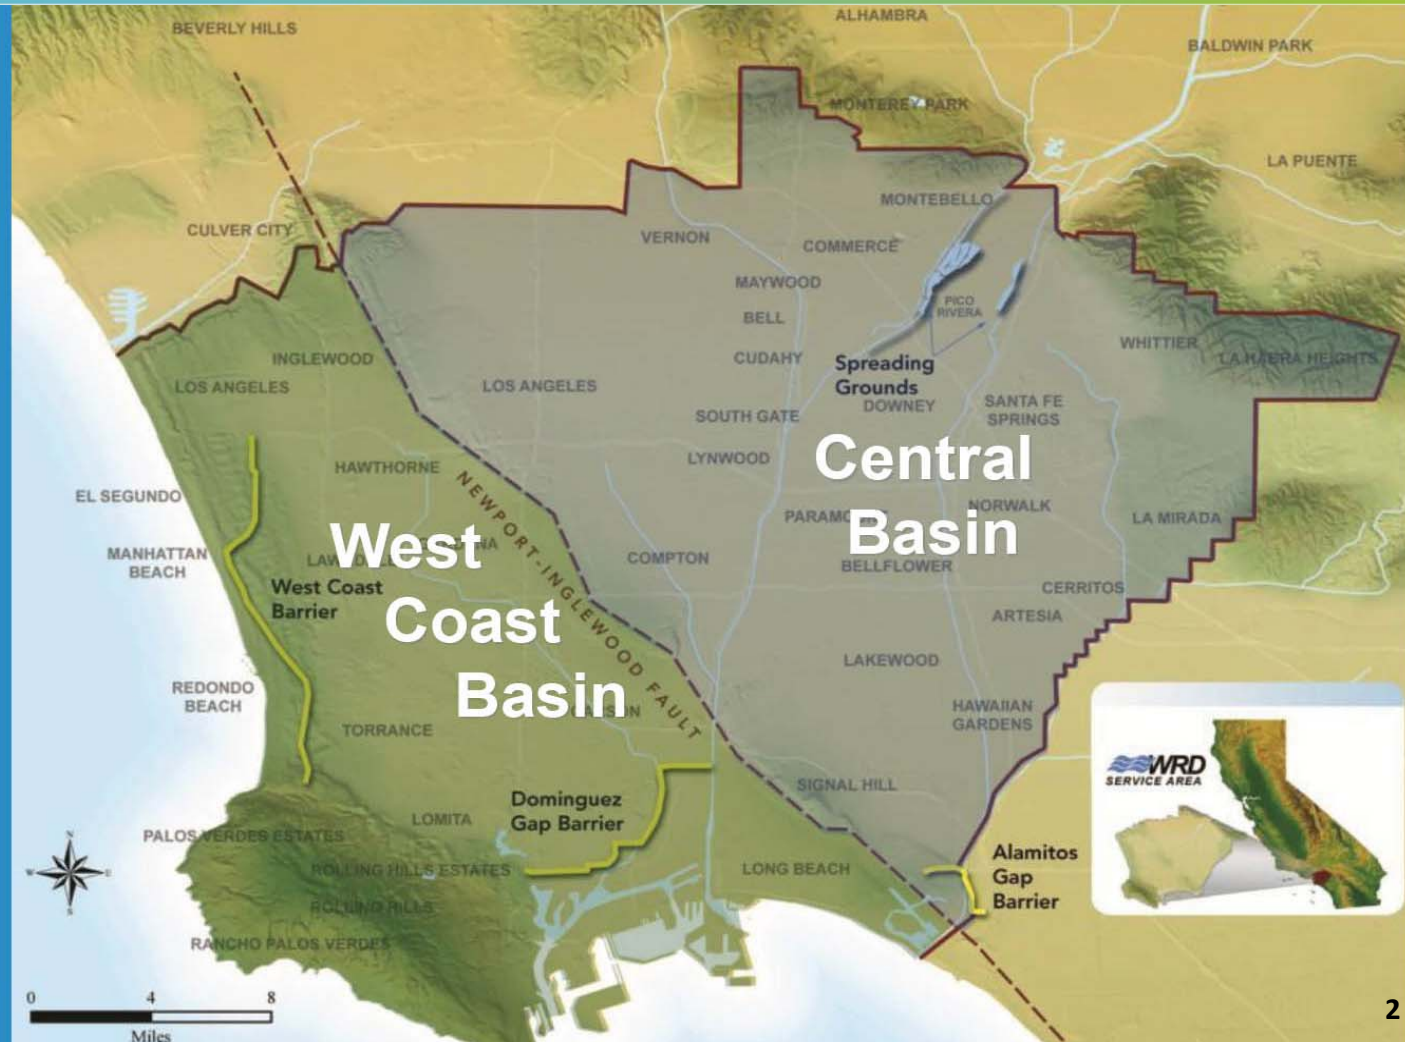 BEVERLY HILLS
ALHAMBRA
BALDWIN PARK
MONTEREY PARK
LA PUENTE
MONTEBELLO
CULVER CITY
VERNON
COMMERCE
MAYWOOD
PICO
RIVERA
BELL
WHITTIER
INGLEWOOD
CUDAHY
LA HABRA HEIGHTS
Spreading
Grounds
LOS ANGELES
LOS ANGELES
DOWNEY
SANTA FE
SPRINGS
SOUTH GATE
LYNWOOD
Central
Basin
HAWTHORNE
NEWPORT-INGLEWOOD FAULT
EL SEGUNDO
NORWALK
LA MIRADA
MANHATTAN
BEACH
West
Coast
Basin
COMPTON
BELLFLOWER
West Coast
Barrier
CERRITOS
ARTESIA
LAKEWOOD
REDONDO
BEACH
HAWAIIAN
GARDENS
TORRANCE
SIGNAL HILL
WRD
SERVICE AREA
Dominguez
Gap Barrier
LOMITA
PALOS VERDES ESTATES
ROLLING HILLS ESTATES
LONG BEACH
Alamitos
Gap
Barrier
ROLLING HILLS
RANCHO PALOS VERDES
N
W
E
S
0 4 8
Miles
2